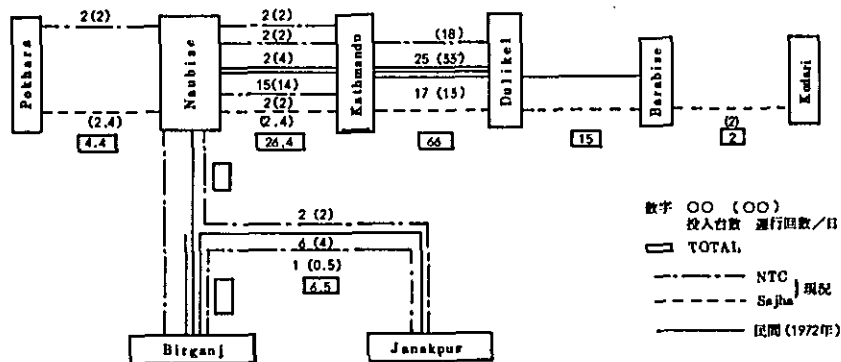 2(2)
2(2)
(18)
2(4)
25 (33)
15(14)
17 (15)
2(2)
(2,4)
(2,4)
(2)
4.4
26,4
66
15
2
Pokhara
Naubise
Kathmandu
Dulikel
Barabise
Kodari
2 (2)
6 (4)
1 (0.5)
6.5
Birganj
Janakpur
数字 〇〇 (〇〇)
投入台数 運行回数/日
TOTAL
NTC
Sajha
現況
民間(1972年)